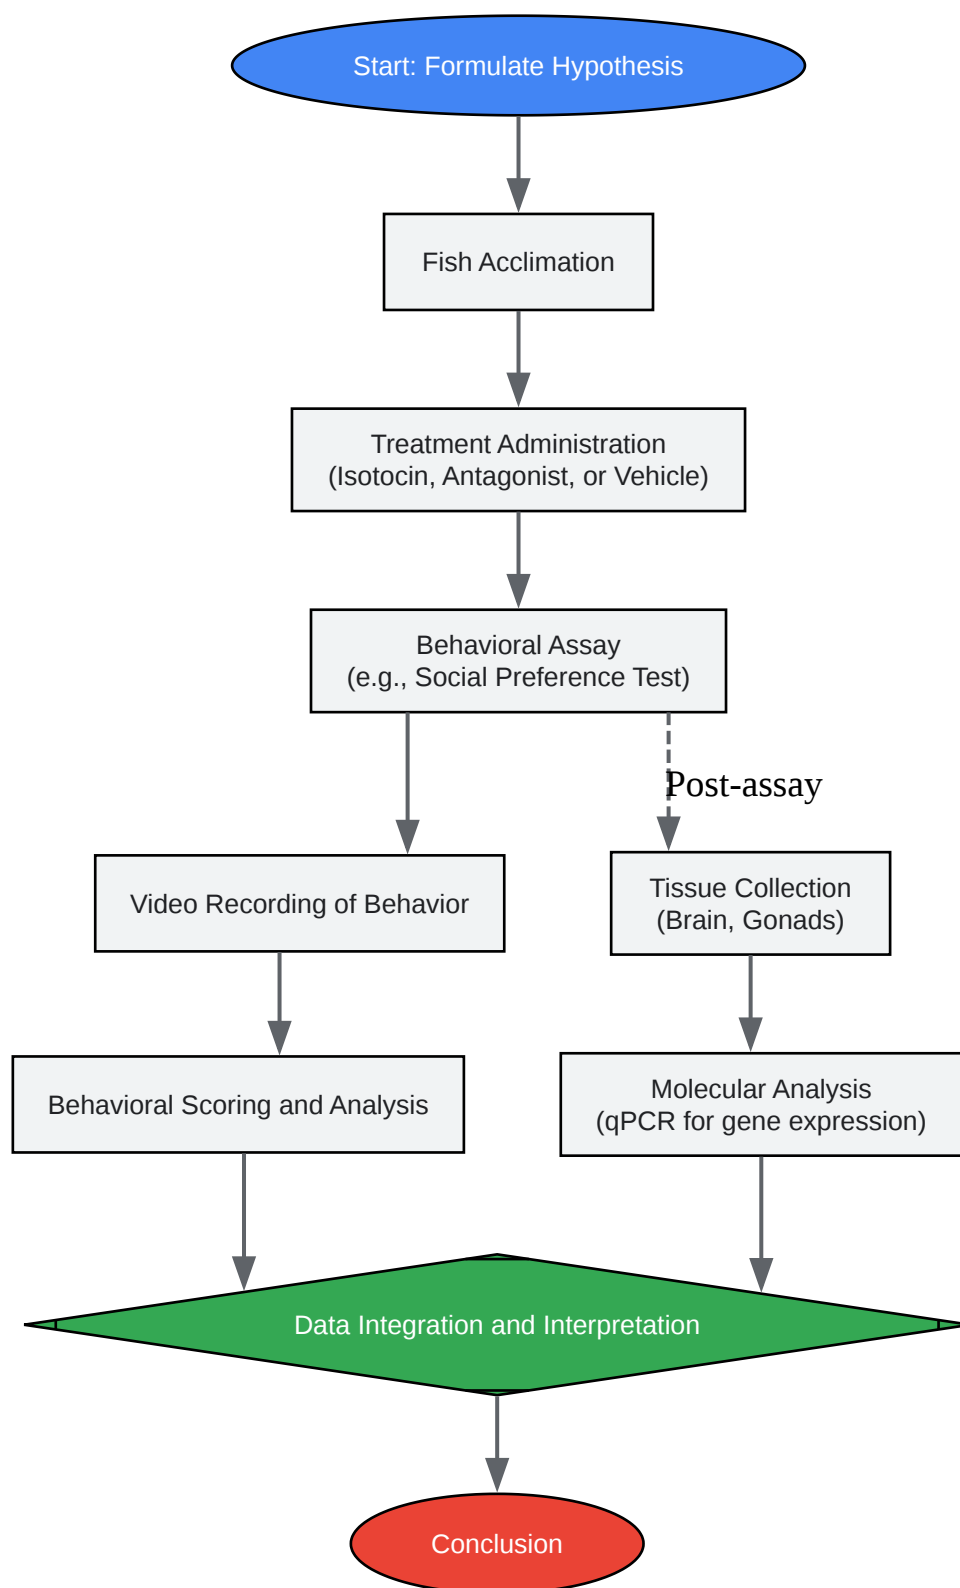 Start: Formulate Hypothesis
Fish Acclimation
Treatment Administration
(Isotocin, Antagonist, or Vehicle)
Behavioral Assay
(e.g., Social Preference Test)
Post-assay
Video Recording of Behavior
Tissue Collection
(Brain, Gonads)
Behavioral Scoring and Analysis
Molecular Analysis
(qPCR for gene expression)
Data Integration and Interpretation
Conclusion